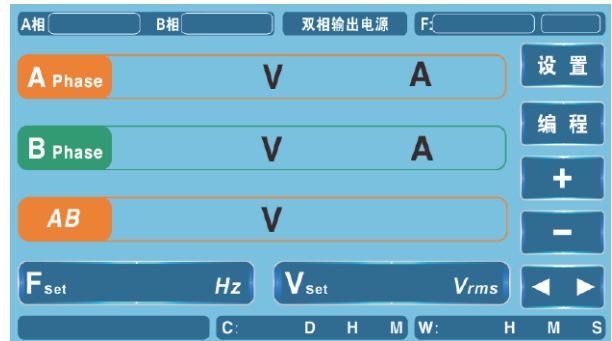 A相 B相 双相输出电源 F:
A Phase V A 设 置
B Phase V A 编 程
+
AB V −
Fset Hz Vset Vrms ◀ ▶
C: D H M W: H M S